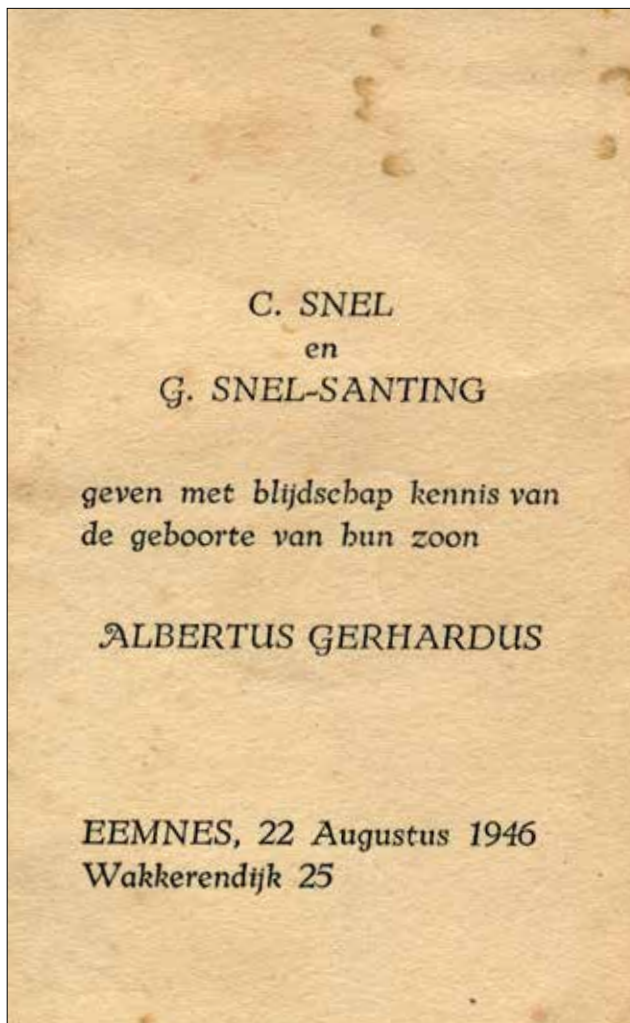 C. SNEL
en
G. SNEL-SANTING
geven met blijdschap kennis van
de geboorte van hun zoon
ALBERTUS GERHARDUS
EEMNES, 22 Augustus 1946
Wakkerendijk 25